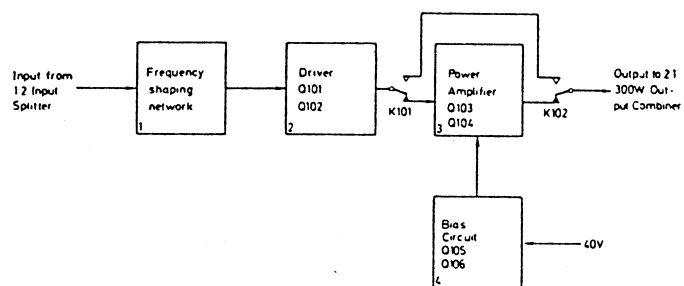 Input from
1 2 Input
Splitter
Frequency
shaping
network
1
Driver
Q101
Q102
2
K101
Power
Amplifier
Q103
Q104
3
K102
Output to 2 1
300W Out-
put Combiner
Bias
Circuit
Q105
Q106
4
40V